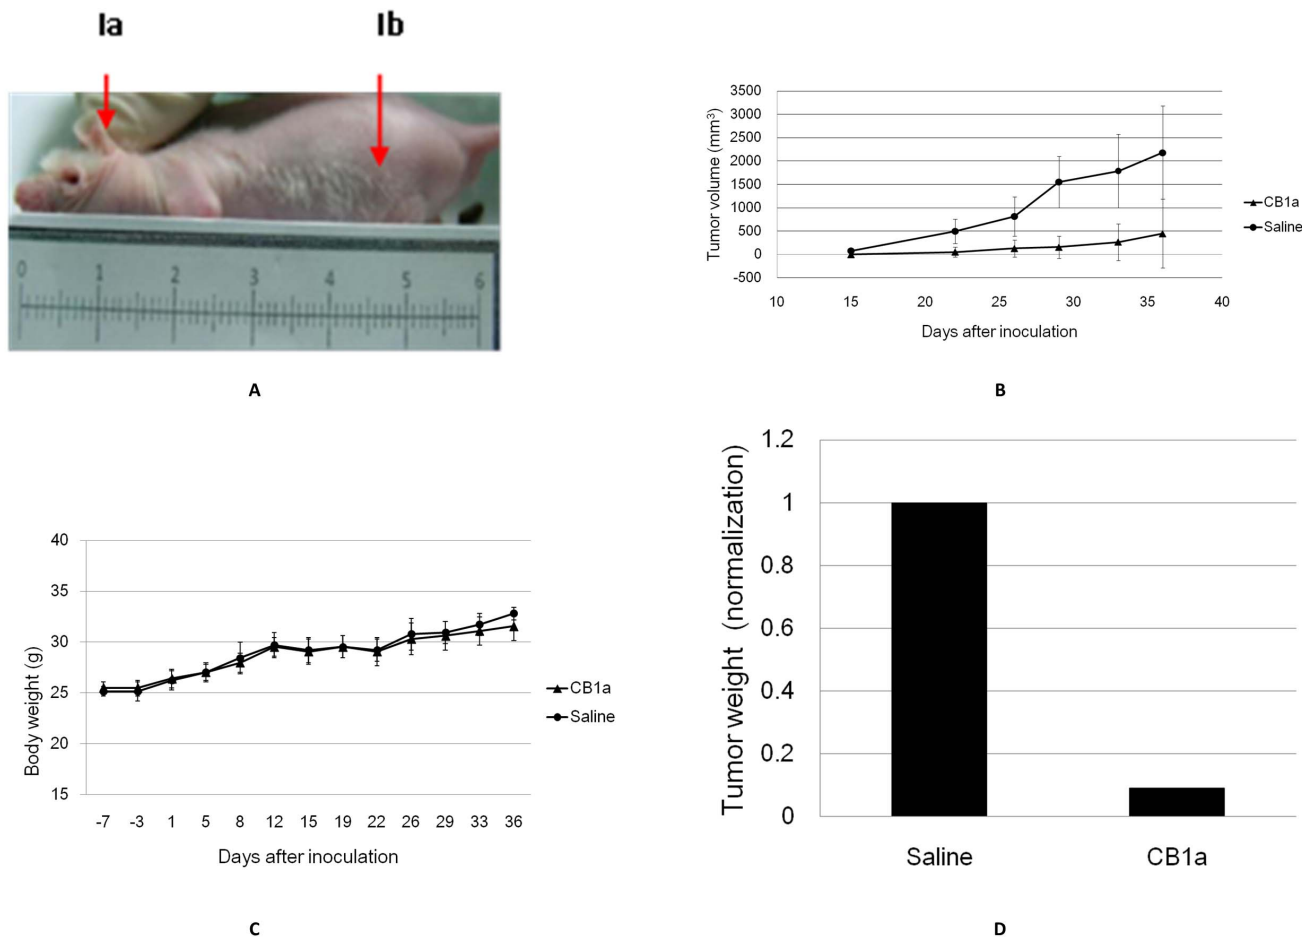 Ia Ib
0 1 2 3 4 5 6
A
3500
3000
2500
2000
1500
1000
500
0
-500
Tumor volume (mm³)
10 15 20 25 30 35 40
Days after inoculation
CB1a
Saline
B
40
35
30
25
20
15
Body weight (g)
-7 -3 1 5 8 12 15 19 22 26 29 33 36
Days after inoculation
CB1a
Saline
C
1.2
1
0.8
0.6
0.4
0.2
0
Tumor weight (normalization)
Saline CB1a
D